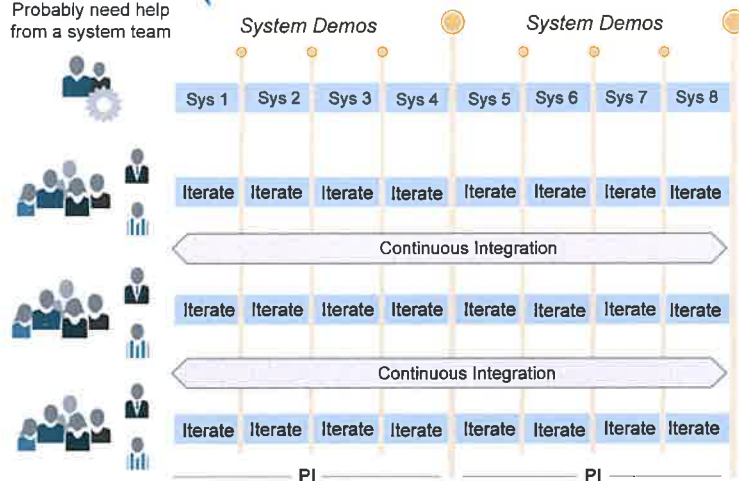 Probably need help
from a system team
System Demos System Demos
Sys 1 Sys 2 Sys 3 Sys 4 Sys 5 Sys 6 Sys 7 Sys 8
Iterate Iterate Iterate Iterate Iterate Iterate Iterate Iterate
Continuous Integration
Iterate Iterate Iterate Iterate Iterate Iterate Iterate Iterate
Continuous Integration
Iterate Iterate Iterate Iterate Iterate Iterate Iterate Iterate
PI PI